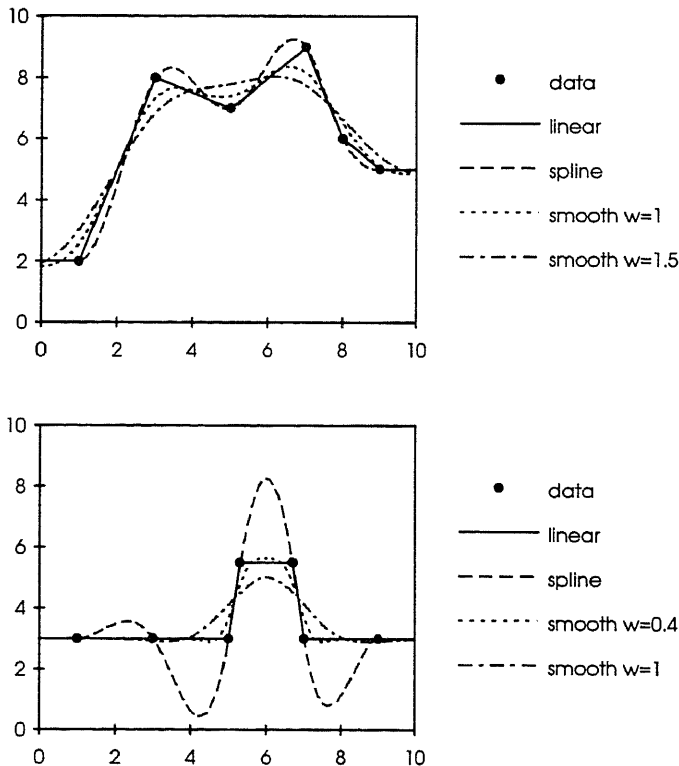 10
8
6
4
2
0
0 2 4 6 8 10
data
linear
spline
smooth w=1
smooth w=1.5
10
8
6
4
2
0
0 2 4 6 8 10
data
linear
spline
smooth w=0.4
smooth w=1